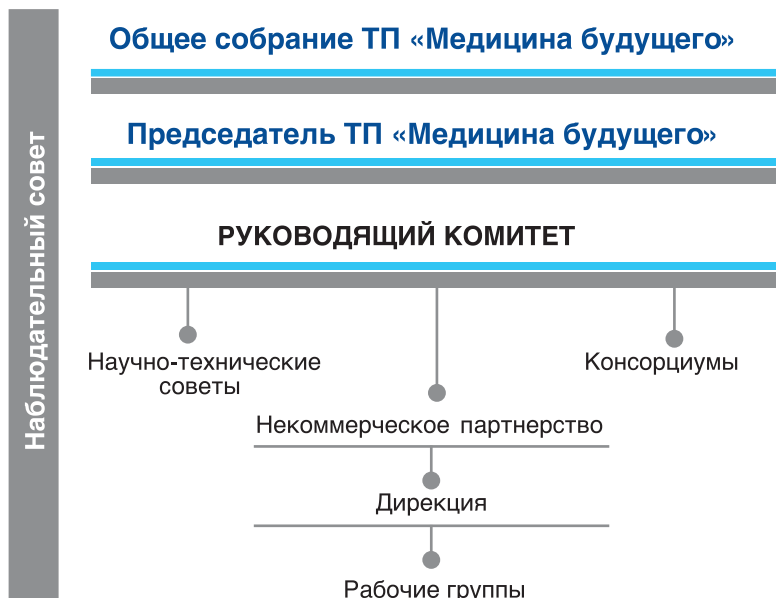 Наблюдательный совет
Общее собрание ТП «Медицина будущего»
Председатель ТП «Медицина будущего»
РУКОВОДЯЩИЙ КОМИТЕТ
Научно-технические
советы
Консорциумы
Некоммерческое партнерство
Дирекция
Рабочие группы